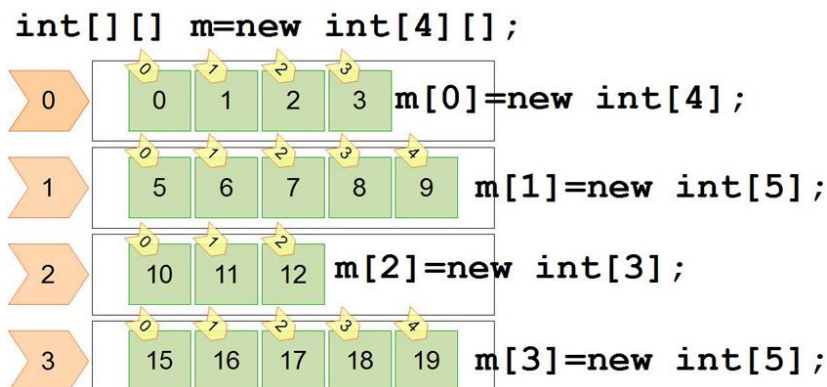 int[][] m=new int[4][];
0 1 2 3
0 0 1 2 3 m[0]=new int[4];
0 1 2 3 4
1 5 6 7 8 9 m[1]=new int[5];
0 1 2
2 10 11 12 m[2]=new int[3];
0 1 2 3 4
3 15 16 17 18 19 m[3]=new int[5];